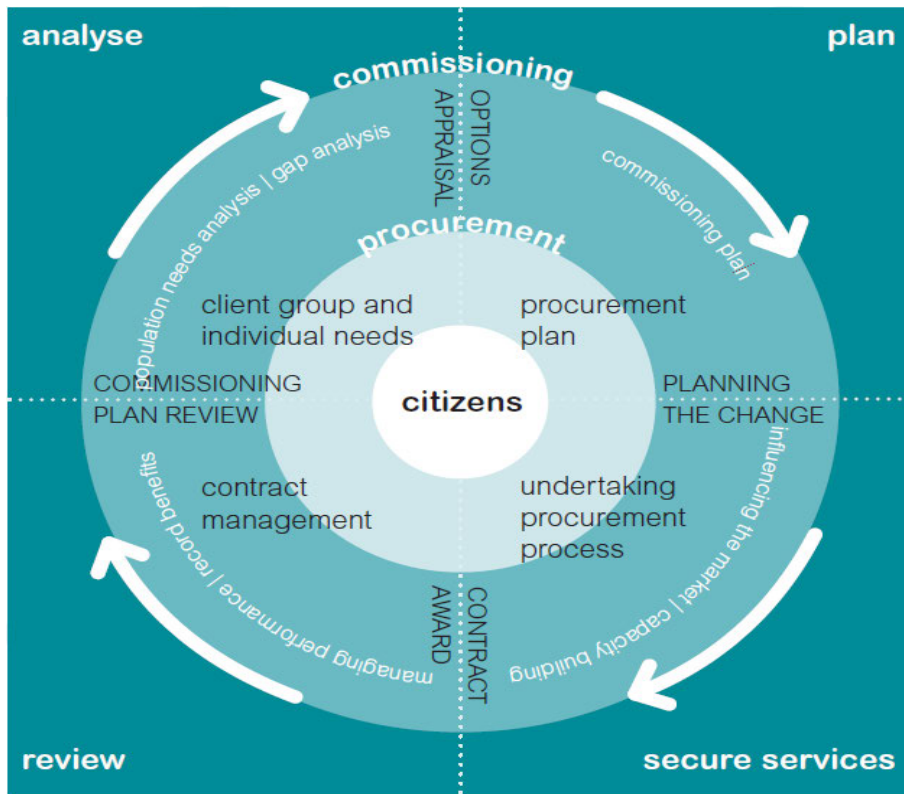 analyse
plan
commissioning
OPTIONS
APPRAISAL
population needs analysis | gap analysis
commissioning plan
procurement
client group and
individual needs
procurement
plan
COMMISSIONING
PLAN REVIEW
citizens
PLANNING
THE CHANGE
contract
management
undertaking
procurement
process
managing performance | record benefits
influencing the market | capacity building
CONTRACT
AWARD
review
secure services